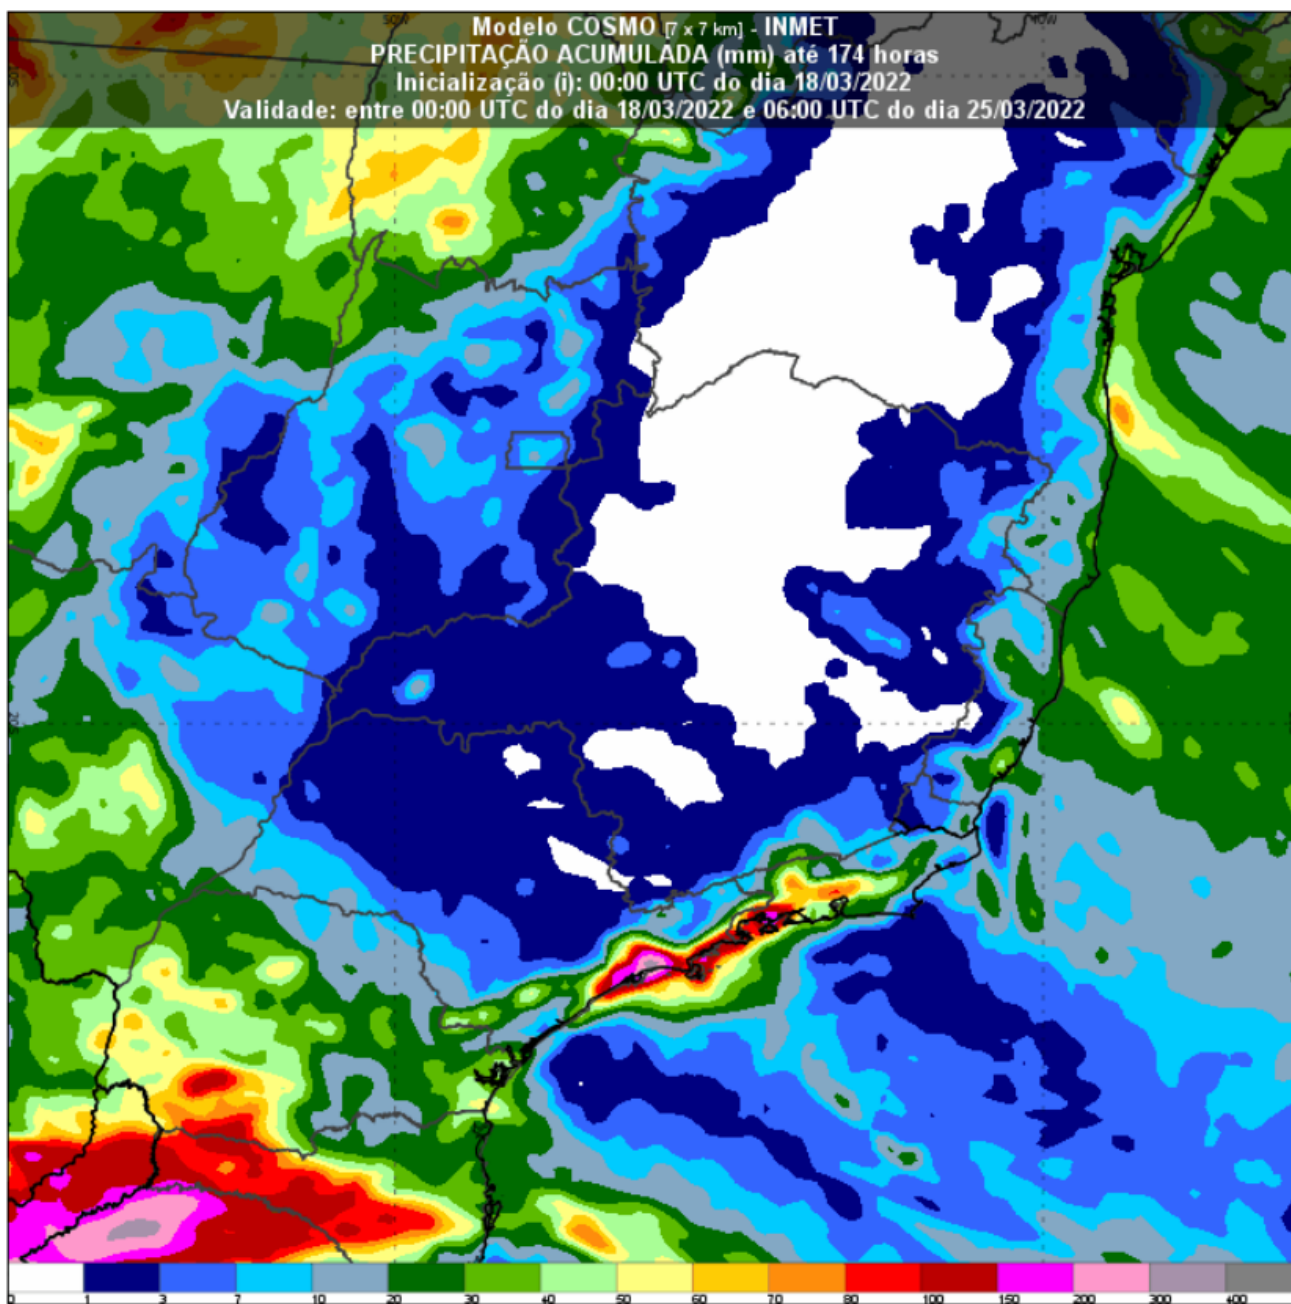 50W
40W
Modelo COSMO [7 x 7 km] - INMET
PRECIPITAÇÃO ACUMULADA (mm) até 174 horas
Inicialização (i): 00:00 UTC do dia 18/03/2022
Validade: entre 00:00 UTC do dia 18/03/2022 e 06:00 UTC do dia 25/03/2022
0 1 3 7 10 20 30 40 50 60 70 80 100 150 200 300 400